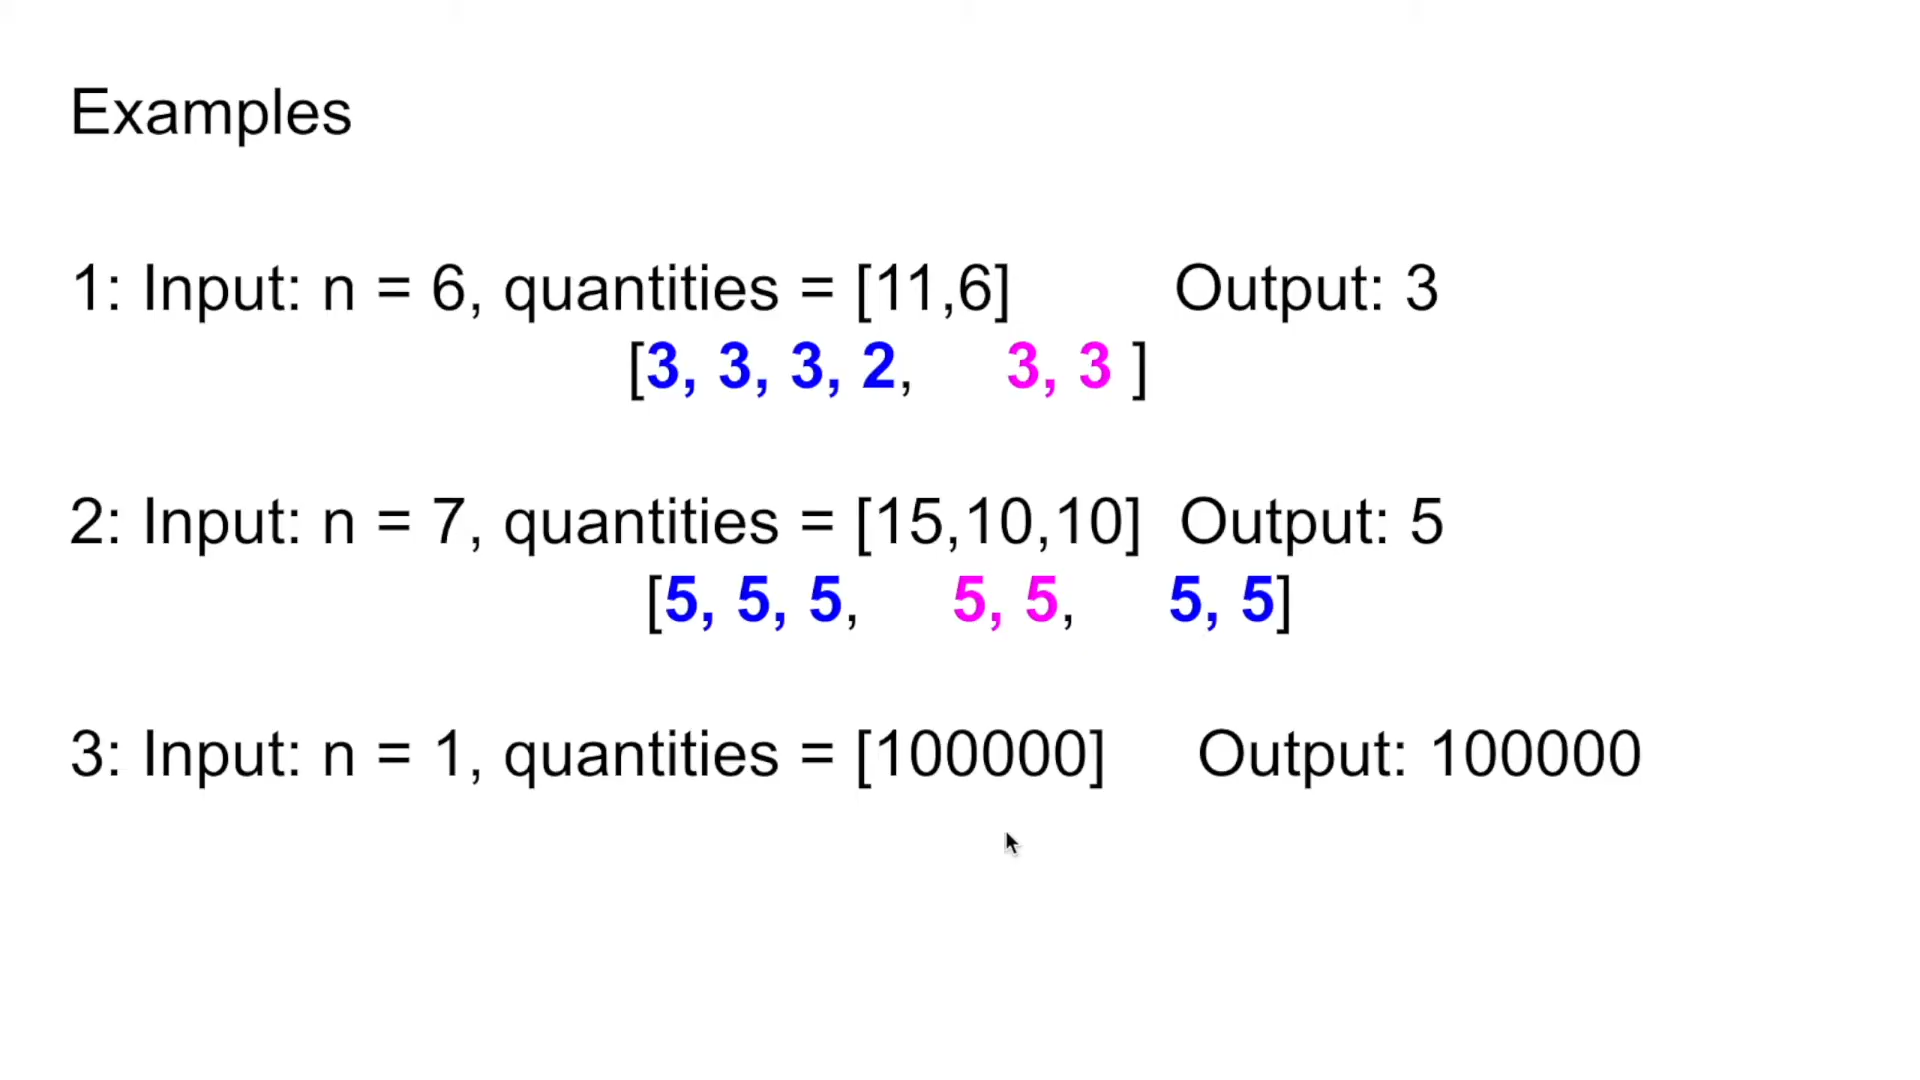 Examples
1: Input: n = 6, quantities = [11,6] Output: 3
[3, 3, 3, 2, 3, 3 ]
2: Input: n = 7, quantities = [15,10,10] Output: 5
[5, 5, 5, 5, 5, 5, 5]
3: Input: n = 1, quantities = [100000] Output: 100000